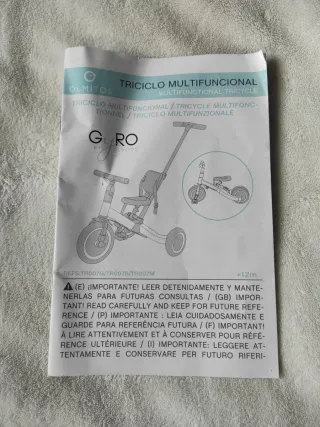 OLMITOS
TRICICLO MULTIFUNCIONAL
MULTIFUNCTIONAL TRICYCLE
TRICICLO MULTIFUNCIONAL / TRICYCLE MULTIFONC-
TIONNEL / TRICICLO MULTIFUNZIONALE
GyRO
+12m
(E) ¡IMPORTANTE! LEER DETENIDAMENTE Y MANTE-
NERLAS PARA FUTURAS CONSULTAS / (GB) IMPOR-
TANT! READ CAREFULLY AND KEEP FOR FUTURE REFE-
RENCE / (P) IMPORTANTE : LEIA CUIDADOSAMENTE E
GUARDE PARA REFERÊNCIA FUTURA / (F) IMPORTANT!
À LIRE ATTENTIVEMENT ET À CONSERVER POUR RÉFÉ-
RENCE ULTÉRIEURE / (I) IMPORTANTE: LEGGERE AT-
TENTAMENTE E CONSERVARE PER FUTURO RIFERI-